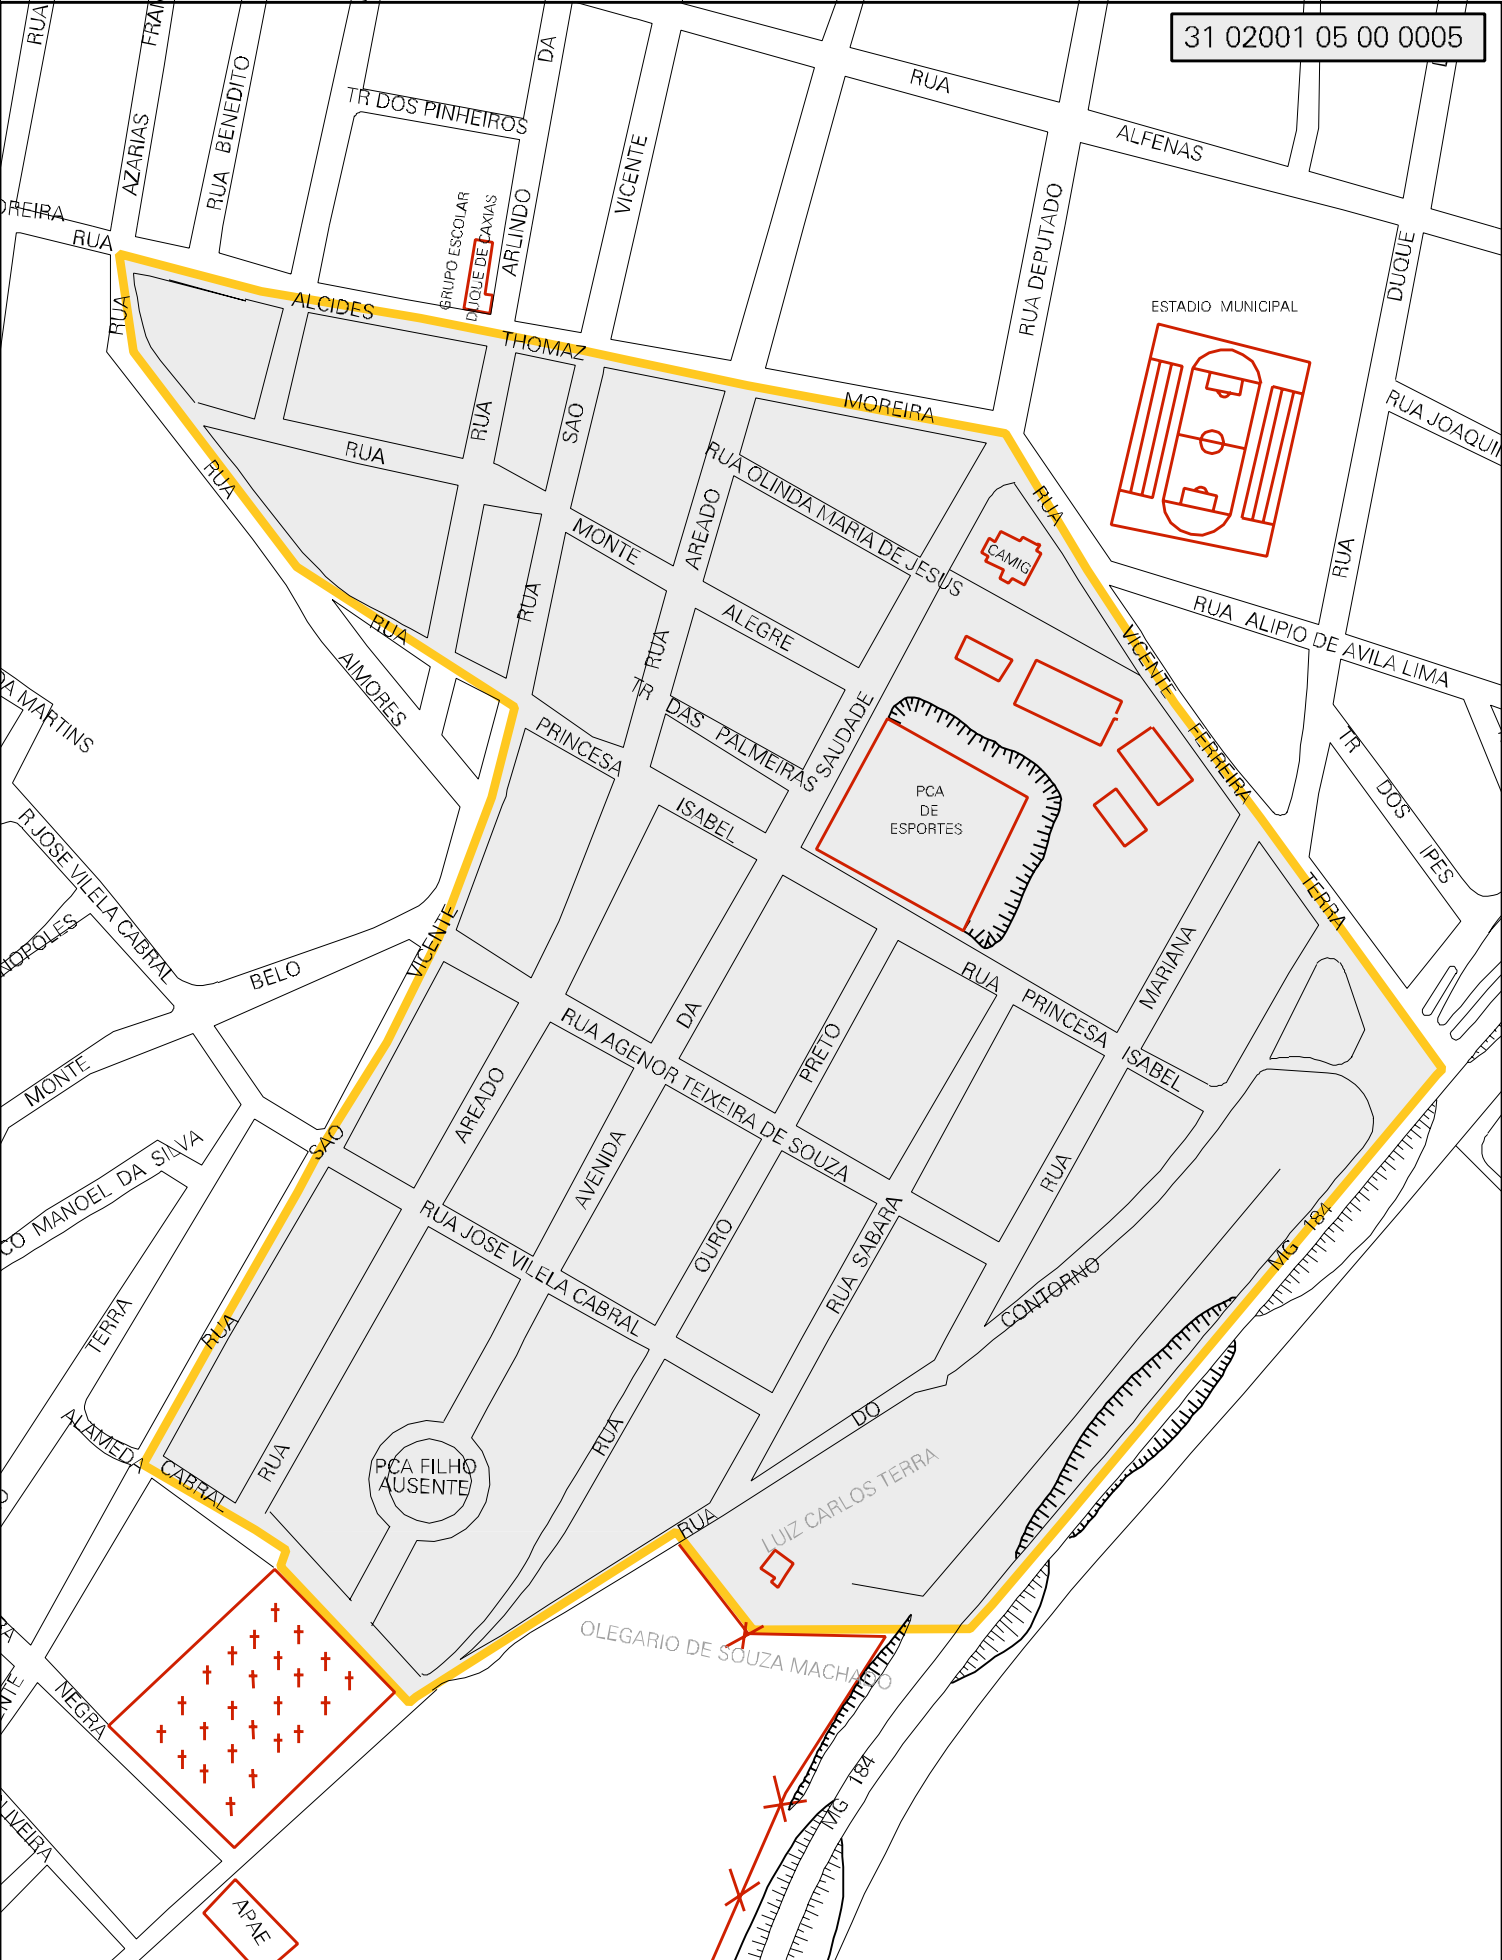 31 02001 05 00 0005
RUA
AZARIAS
RUA BENEDITO
TR DOS PINHEIROS
DA
ARLINDO
VICENTE
RUA
ALFENAS
RUA DEPUTADO
DUQUE
RUA
GRUPO ESCOLAR
DUQUE DE CAXIAS
ESTADIO MUNICIPAL
RUA
RUA
ALCIDES
THOMAZ
MOREIRA
RUA
RUA
RUA
SAO
RUA
AREADO
RUA OLINDA MARIA DE JESUS
RUA
CAMIG
MONTE
ALEGRE
RUA
RUA
RUA
AIMORES
RUA ALIPIO DE AVILA LIMA
VICENTE
FERREIRA
TERRA
TR DAS PALMEIRAS
SAUDADE
PRINCESA
ISABEL
PCA
DE
ESPORTES
TR DOS IPES
DA MARTINS
R JOSE VILELA CABRAL
BELO
VICENTE
MONTE
MARIANA
RUA PRINCESA ISABEL
RUA AGENOR TEIXEIRA DE SOUZA
DA
PRETO
AREADO
AVENIDA
SAO
MANOEL DA SILVA
RUA
RUA JOSE VILELA CABRAL
OURO
RUA SABARA
CONTORNO
MG 184
TERRA
RUA
ALAMEDA
CABRAL
RUA
PCA FILHO
AUSENTE
RUA
DO
RUA
LUIZ CARLOS TERRA
OLEGARIO DE SOUZA MACHADO
NEGRA
MG 184
APAE